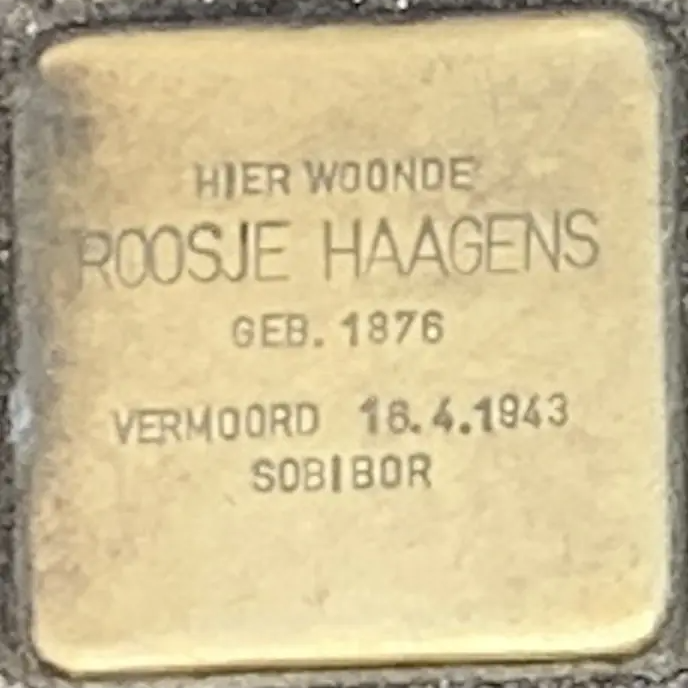 HIER WOONDE
ROOSJE HAAGENS
GEB. 1876
VERMOORD 16.4.1943
SOBIBOR